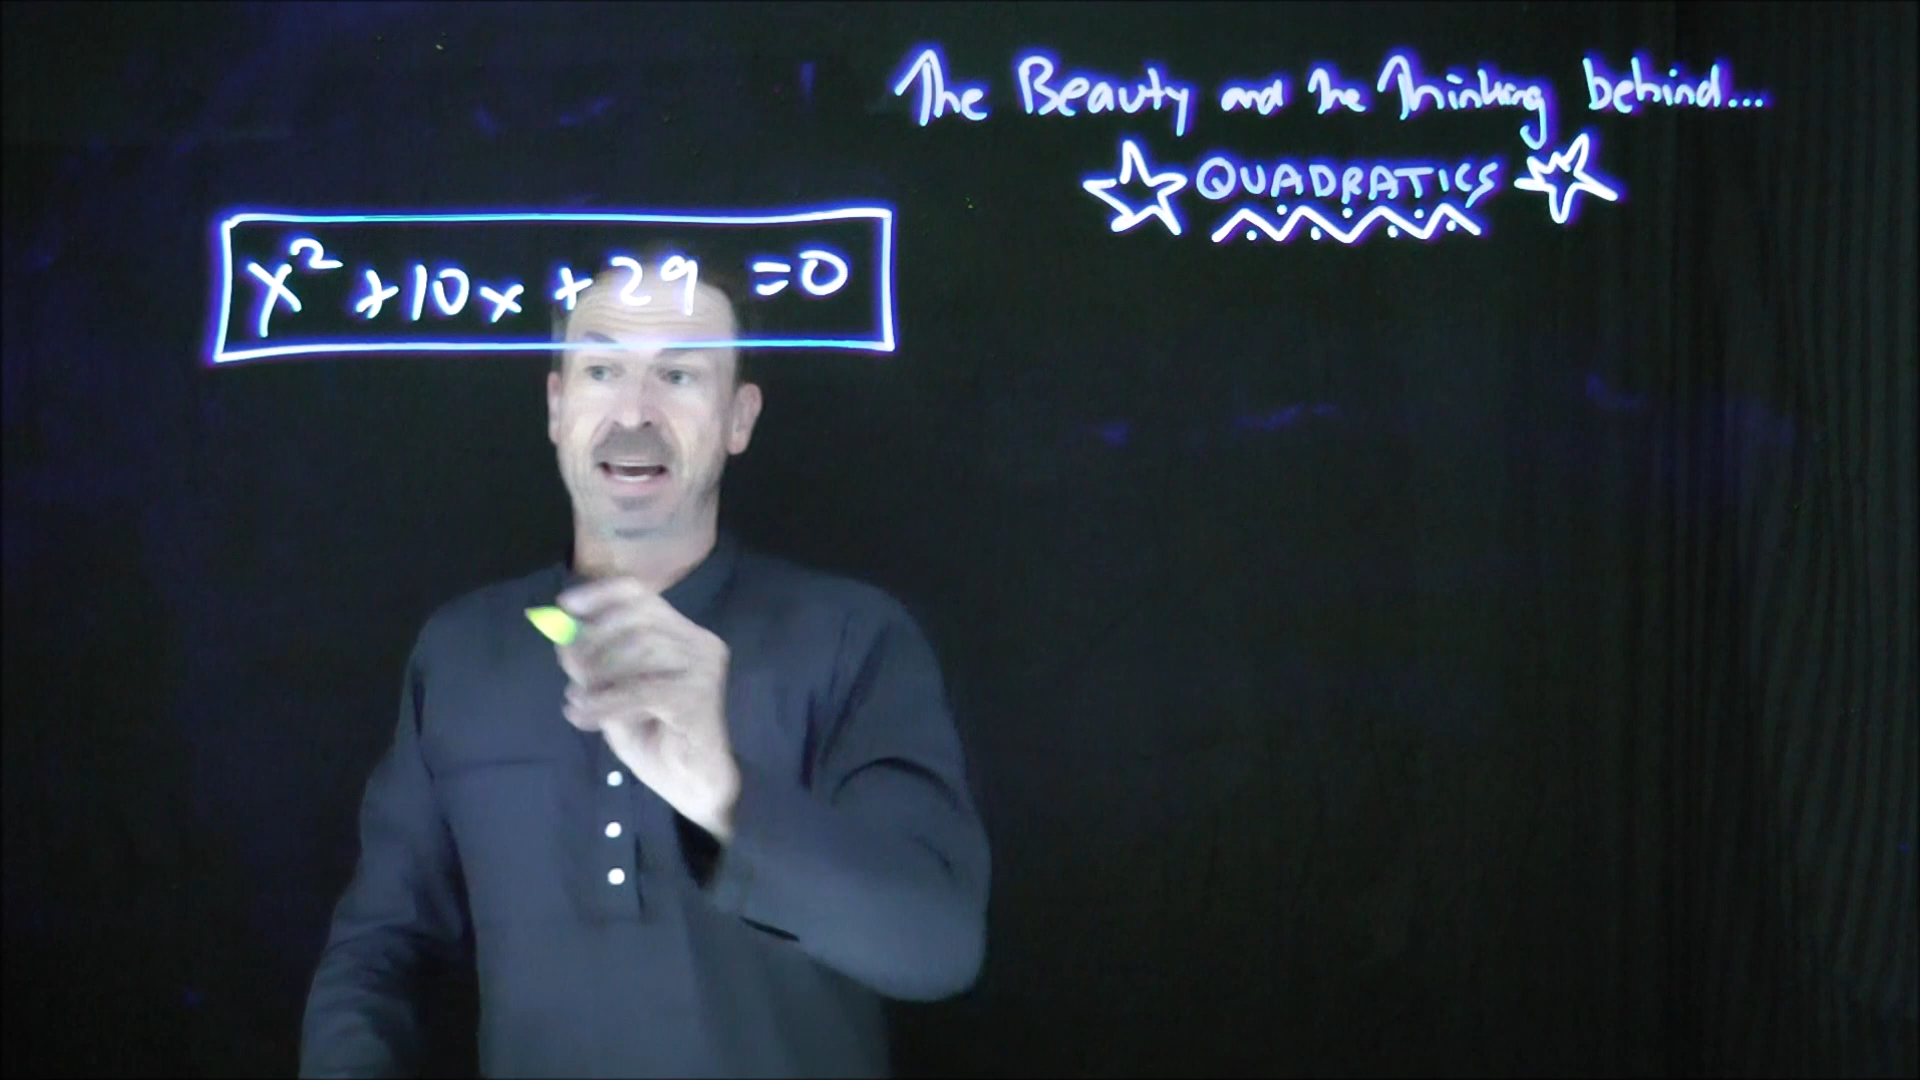 The Beauty and the Thinking behind...
QUADRATICS
x² +10x + 29 =0